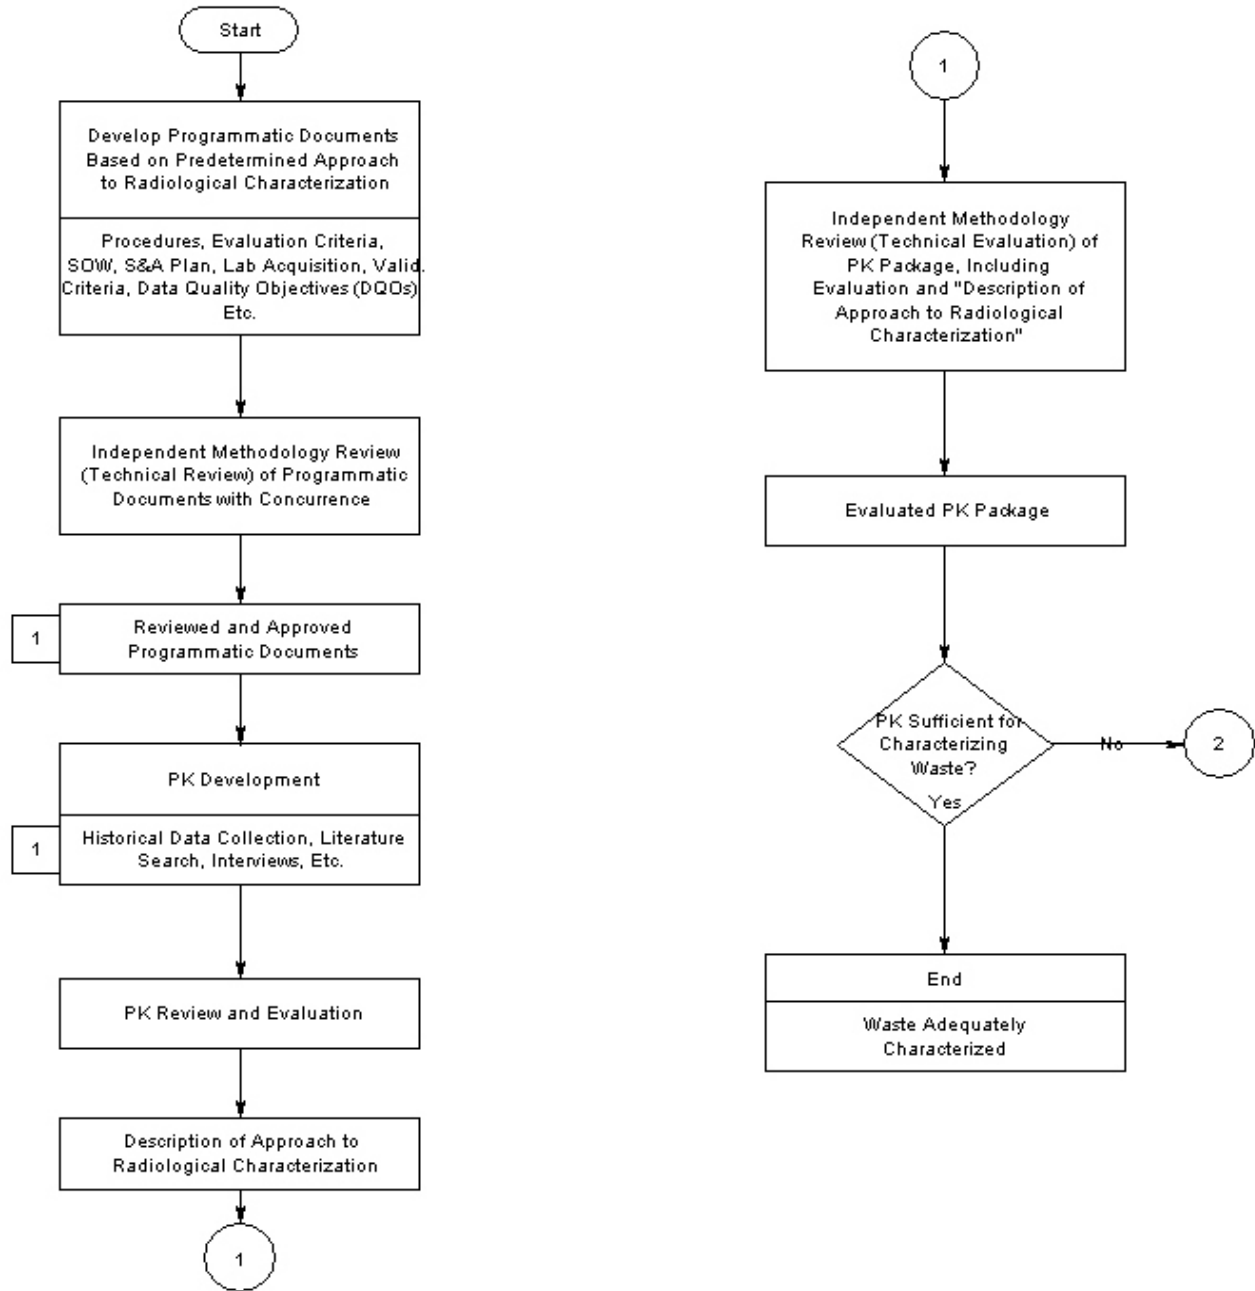 Start
Develop Programmatic Documents
Based on Predetermined Approach
to Radiological Characterization
Procedures, Evaluation Criteria,
SOW, S&A Plan, Lab Acquisition, Valid.
Criteria, Data Quality Objectives (DQOs)
Etc.
Independent Methodology Review
(Technical Review) of Programmatic
Documents with Concurrence
1
Reviewed and Approved
Programmatic Documents
PK Development
1
Historical Data Collection, Literature
Search, Interviews, Etc.
PK Review and Evaluation
Description of Approach to
Radiological Characterization
1
1
Independent Methodology
Review (Technical Evaluation) of
PK Package, Including
Evaluation and "Description of
Approach to Radiological
Characterization"
Evaluated PK Package
PK Sufficient for
Characterizing
Waste?
No
2
Yes
End
Waste Adequately
Characterized